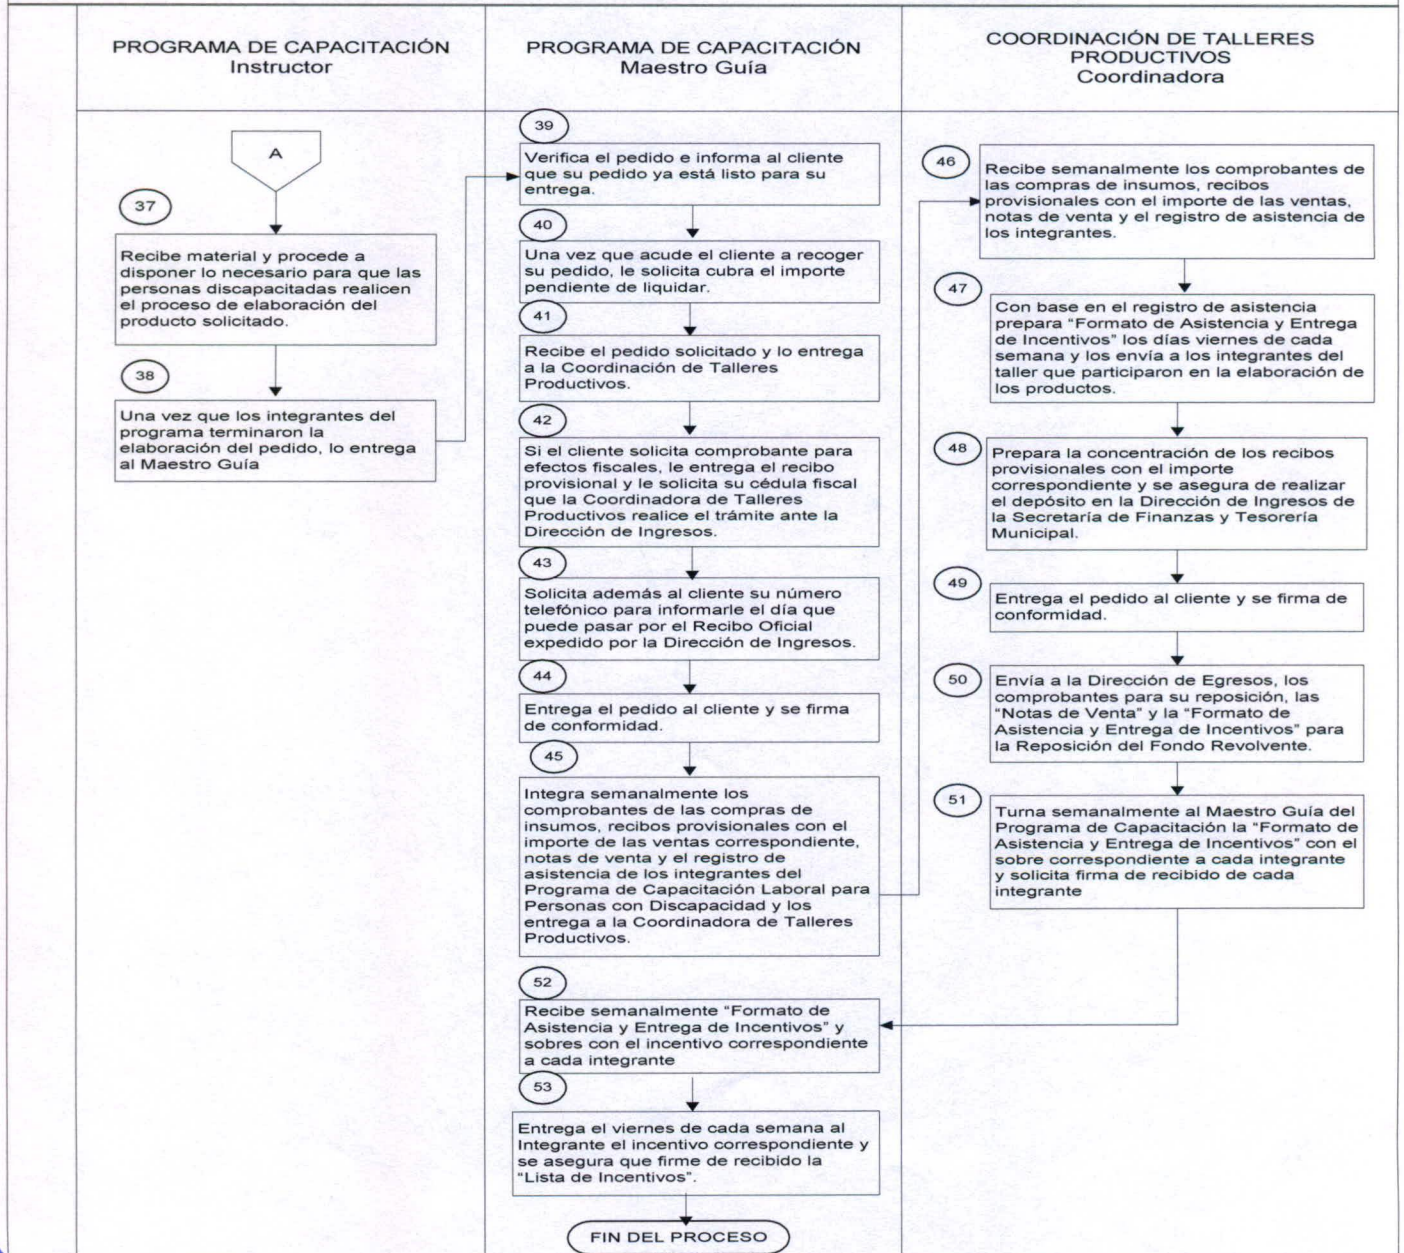 PROGRAMA DE CAPACITACIÓN
Instructor
PROGRAMA DE CAPACITACIÓN
Maestro Guía
COORDINACIÓN DE TALLERES
PRODUCTIVOS
Coordinadora
A
37
Recibe material y procede a
disponer lo necesario para que las
personas discapacitadas realicen
el proceso de elaboración del
producto solicitado.
38
Una vez que los integrantes del
programa terminaron la
elaboración del pedido, lo entrega
al Maestro Guía
39
Verifica el pedido e informa al cliente
que su pedido ya está listo para su
entrega.
40
Una vez que acude el cliente a recoger
su pedido, le solicita cubra el importe
pendiente de liquidar.
41
Recibe el pedido solicitado y lo entrega
a la Coordinación de Talleres
Productivos.
42
Si el cliente solicita comprobante para
efectos fiscales, le entrega el recibo
provisional y le solicita su cédula fiscal
que la Coordinadora de Talleres
Productivos realice el trámite ante la
Dirección de Ingresos.
43
Solicita además al cliente su número
telefónico para informarle el día que
puede pasar por el Recibo Oficial
expedido por la Dirección de Ingresos.
44
Entrega el pedido al cliente y se firma
de conformidad.
45
Integra semanalmente los
comprobantes de las compras de
insumos, recibos provisionales con el
importe de las ventas correspondiente,
notas de venta y el registro de
asistencia de los integrantes del
Programa de Capacitación Laboral para
Personas con Discapacidad y los
entrega a la Coordinadora de Talleres
Productivos.
46
Recibe semanalmente los comprobantes de
las compras de insumos, recibos
provisionales con el importe de las ventas,
notas de venta y el registro de asistencia de
los integrantes.
47
Con base en el registro de asistencia
prepara “Formato de Asistencia y Entrega
de Incentivos” los días viernes de cada
semana y los envía a los integrantes del
taller que participaron en la elaboración de
los productos.
48
Prepara la concentración de los recibos
provisionales con el importe
correspondiente y se asegura de realizar
el depósito en la Dirección de Ingresos de
la Secretaría de Finanzas y Tesorería
Municipal.
49
Entrega el pedido al cliente y se firma de
conformidad.
50
Envía a la Dirección de Egresos, los
comprobantes para su reposición, las
“Notas de Venta” y la “Formato de
Asistencia y Entrega de Incentivos” para
la Reposición del Fondo Revolvente.
51
Turna semanalmente al Maestro Guía del
Programa de Capacitación la “Formato de
Asistencia y Entrega de Incentivos” con el
sobre correspondiente a cada integrante
y solicita firma de recibido de cada
integrante
52
Recibe semanalmente “Formato de
Asistencia y Entrega de Incentivos” y
sobres con el incentivo correspondiente
a cada integrante
53
Entrega el viernes de cada semana al
Integrante el incentivo correspondiente y
se asegura que firme de recibido la
“Lista de Incentivos”.
FIN DEL PROCESO